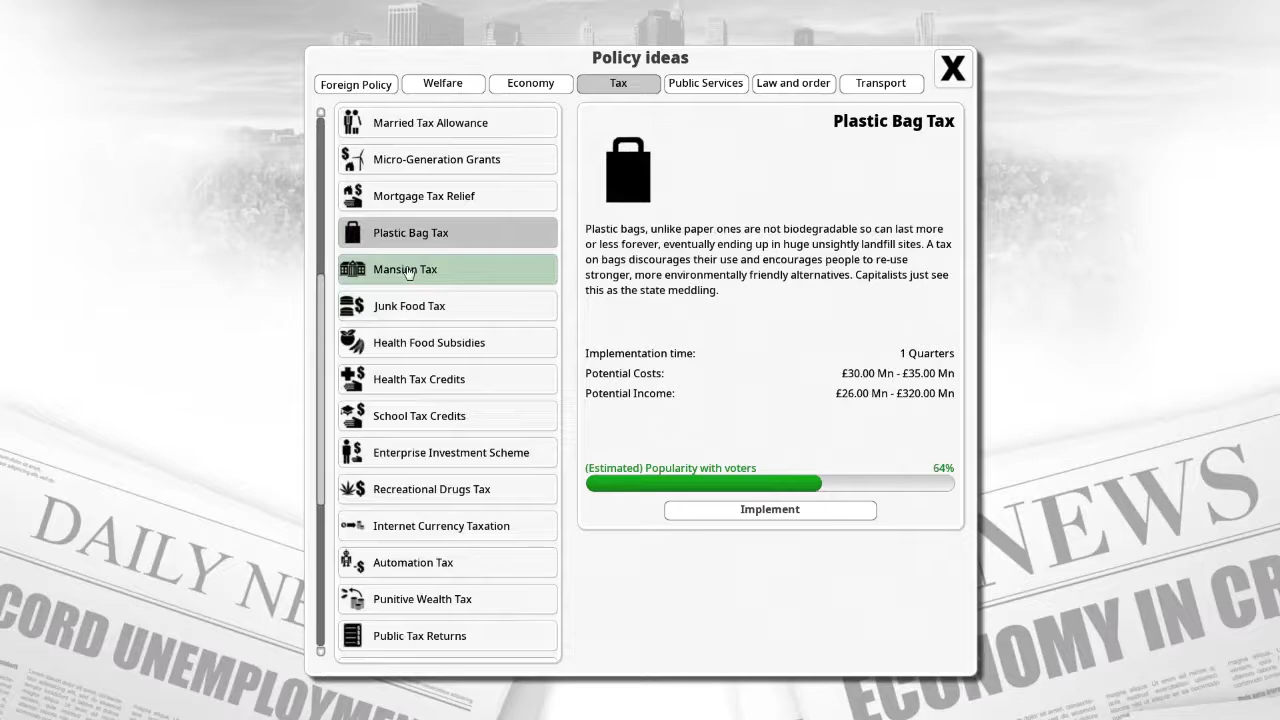 Policy ideas
X
Foreign Policy
Welfare
Economy
Tax
Public Services
Law and order
Transport
Married Tax Allowance
Micro-Generation Grants
Mortgage Tax Relief
Plastic Bag Tax
Mansion Tax
Junk Food Tax
Health Food Subsidies
Health Tax Credits
School Tax Credits
Enterprise Investment Scheme
Recreational Drugs Tax
Internet Currency Taxation
Automation Tax
Punitive Wealth Tax
Public Tax Returns
Plastic Bag Tax
Plastic bags, unlike paper ones are not biodegradable so can last more
or less forever, eventually ending up in huge unsightly landfill sites. A tax
on bags discourages their use and encourages people to re-use
stronger, more environmentally friendly alternatives. Capitalists just see
this as the state meddling.
Implementation time: 1 Quarters
Potential Costs: £30.00 Mn - £35.00 Mn
Potential Income: £26.00 Mn - £320.00 Mn
(Estimated) Popularity with voters 64%
Implement
DAILY NE
CORD UNEMPLOYM
NEWS
ECONOMY IN CR